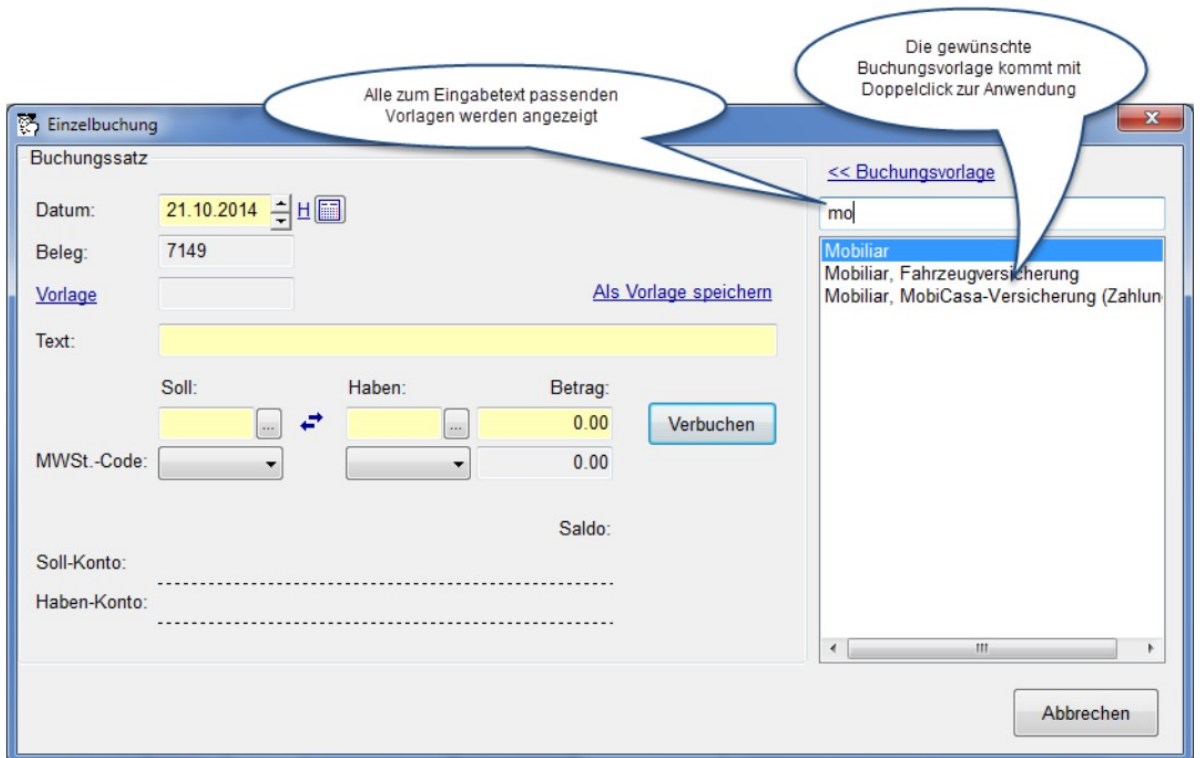 Die gewünschte
Buchungsvorlage kommt mit
Doppelclick zur Anwendung
Alle zum Eingabetext passenden
Vorlagen werden angezeigt
Einzelbuchung
Buchungssatz
<< Buchungsvorlage
Datum: 21.10.2014 H
mo
Beleg: 7149
Mobiliar
Mobiliar, Fahrzeugversicherung
Mobiliar, MobiCasa-Versicherung (Zahlun
Vorlage
Als Vorlage speichern
Text:
Soll: Haben: Betrag:
... ... 0.00 Verbuchen
MWSt.-Code: 0.00
Saldo:
Soll-Konto:
Haben-Konto:
Abbrechen